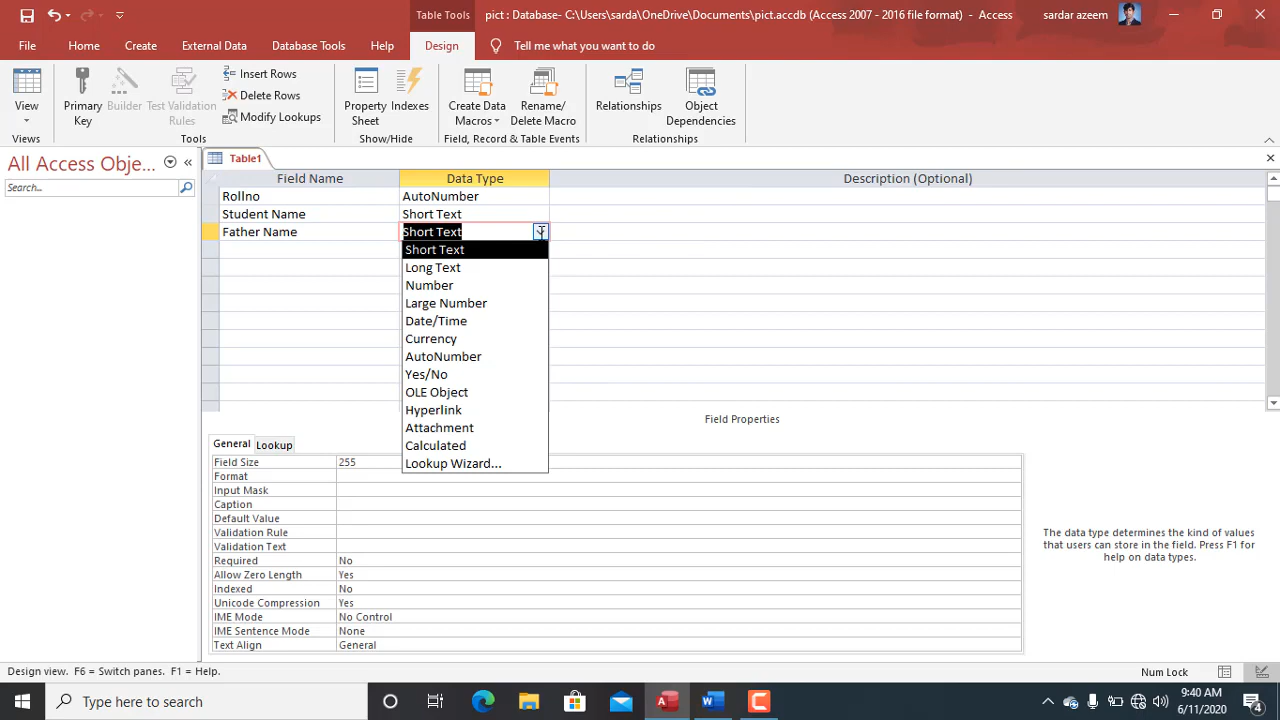 Table Tools
pict : Database- C:\Users\sarda\OneDrive\Documents\pict.accdb (Access 2007 - 2016 file format) - Access
sardar azeem
File Home Create External Data Database Tools Help Design Tell me what you want to do
View
Primary Key
Builder
Test Validation Rules
Insert Rows
Delete Rows
Modify Lookups
Property Sheet
Indexes
Create Data Macros
Rename/ Delete Macro
Relationships
Object Dependencies
Views Tools Show/Hide Field, Record & Table Events Relationships
All Access Obje...
Search...
Table1
Field Name Data Type Description (Optional)
Rollno AutoNumber
Student Name Short Text
Father Name Short Text
Short Text
Long Text
Number
Large Number
Date/Time
Currency
AutoNumber
Yes/No
OLE Object
Hyperlink
Attachment
Calculated
Lookup Wizard...
Field Properties
General Lookup
Field Size 255
Format
Input Mask
Caption
Default Value
Validation Rule
Validation Text
Required No
Allow Zero Length Yes
Indexed No
Unicode Compression Yes
IME Mode No Control
IME Sentence Mode None
Text Align General
The data type determines the kind of values
that users can store in the field. Press F1 for
help on data types.
Design view. F6 = Switch panes. F1 = Help.
Num Lock
Type here to search
9:40 AM
6/11/2020